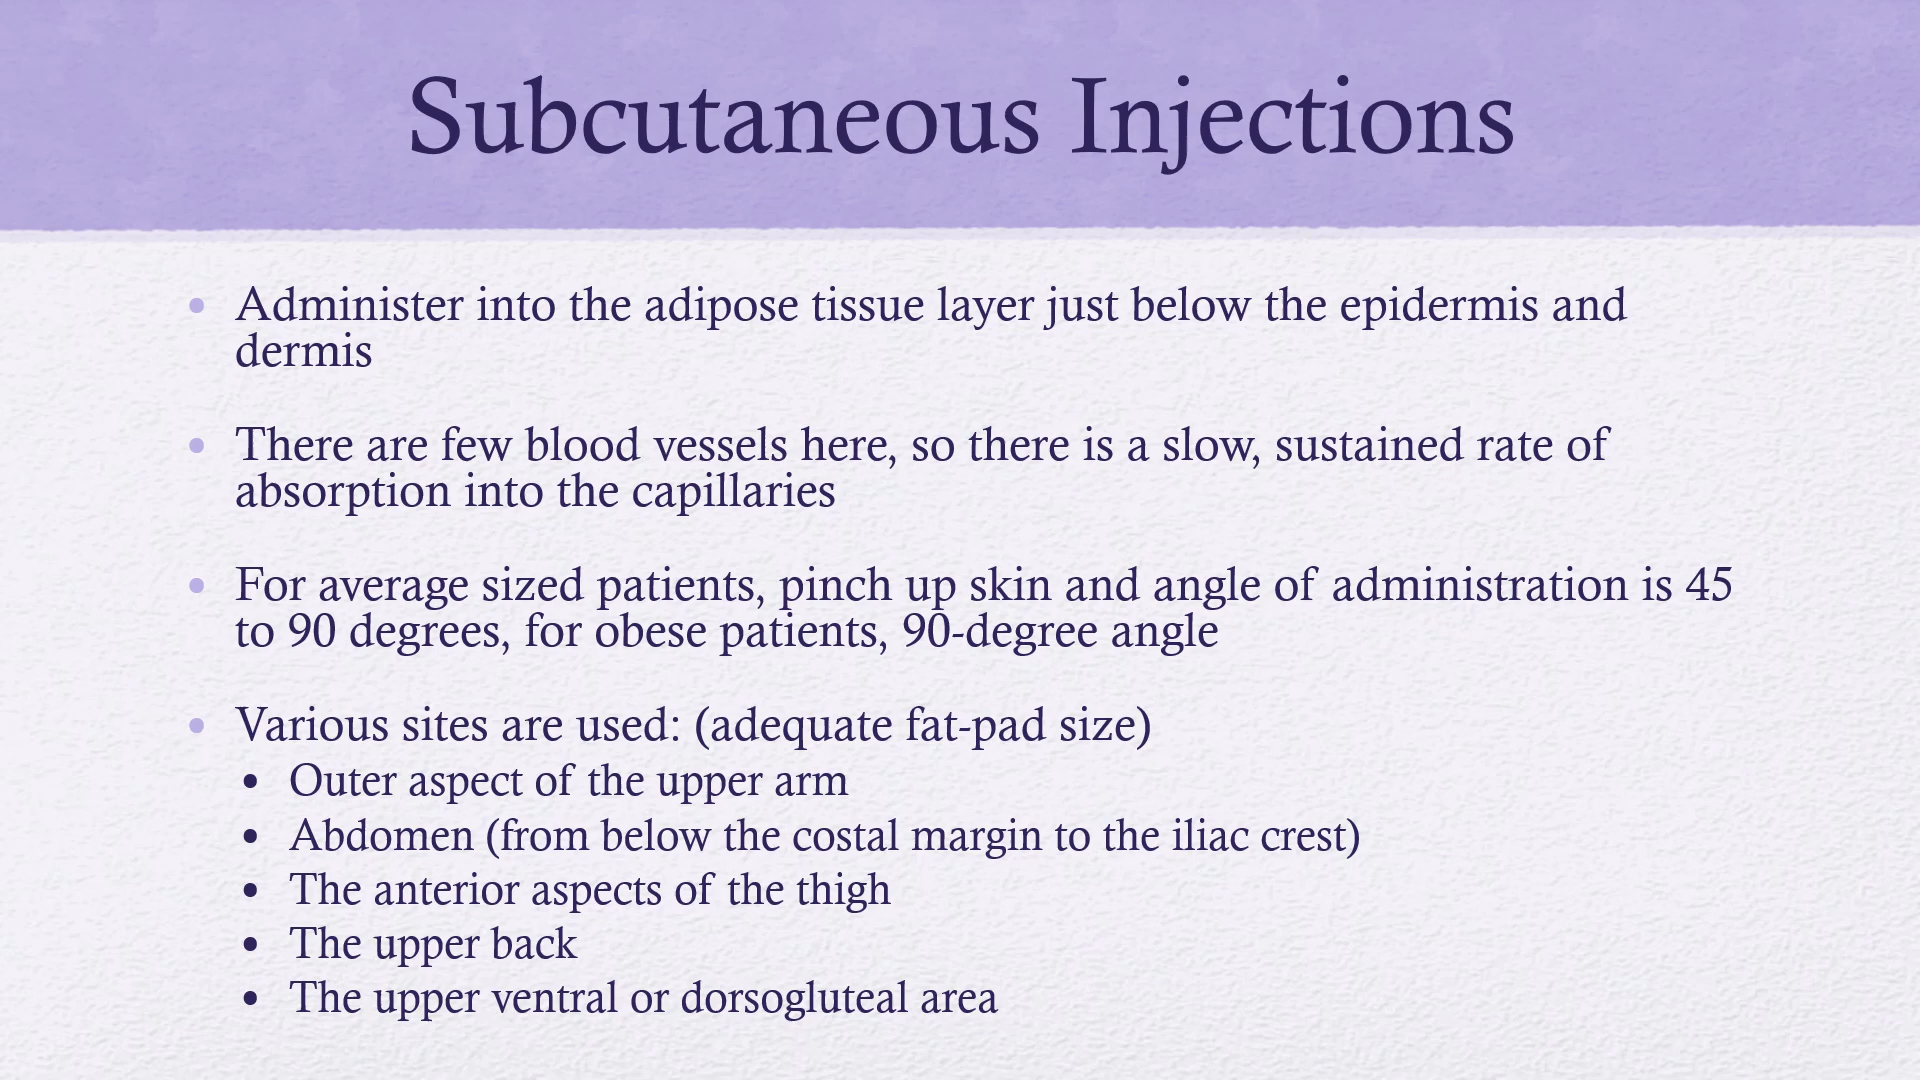 Subcutaneous Injections
• Administer into the adipose tissue layer just below the epidermis and
dermis
• There are few blood vessels here, so there is a slow, sustained rate of
absorption into the capillaries
• For average sized patients, pinch up skin and angle of administration is 45
to 90 degrees, for obese patients, 90-degree angle
• Various sites are used: (adequate fat-pad size)
• Outer aspect of the upper arm
• Abdomen (from below the costal margin to the iliac crest)
• The anterior aspects of the thigh
• The upper back
• The upper ventral or dorsogluteal area